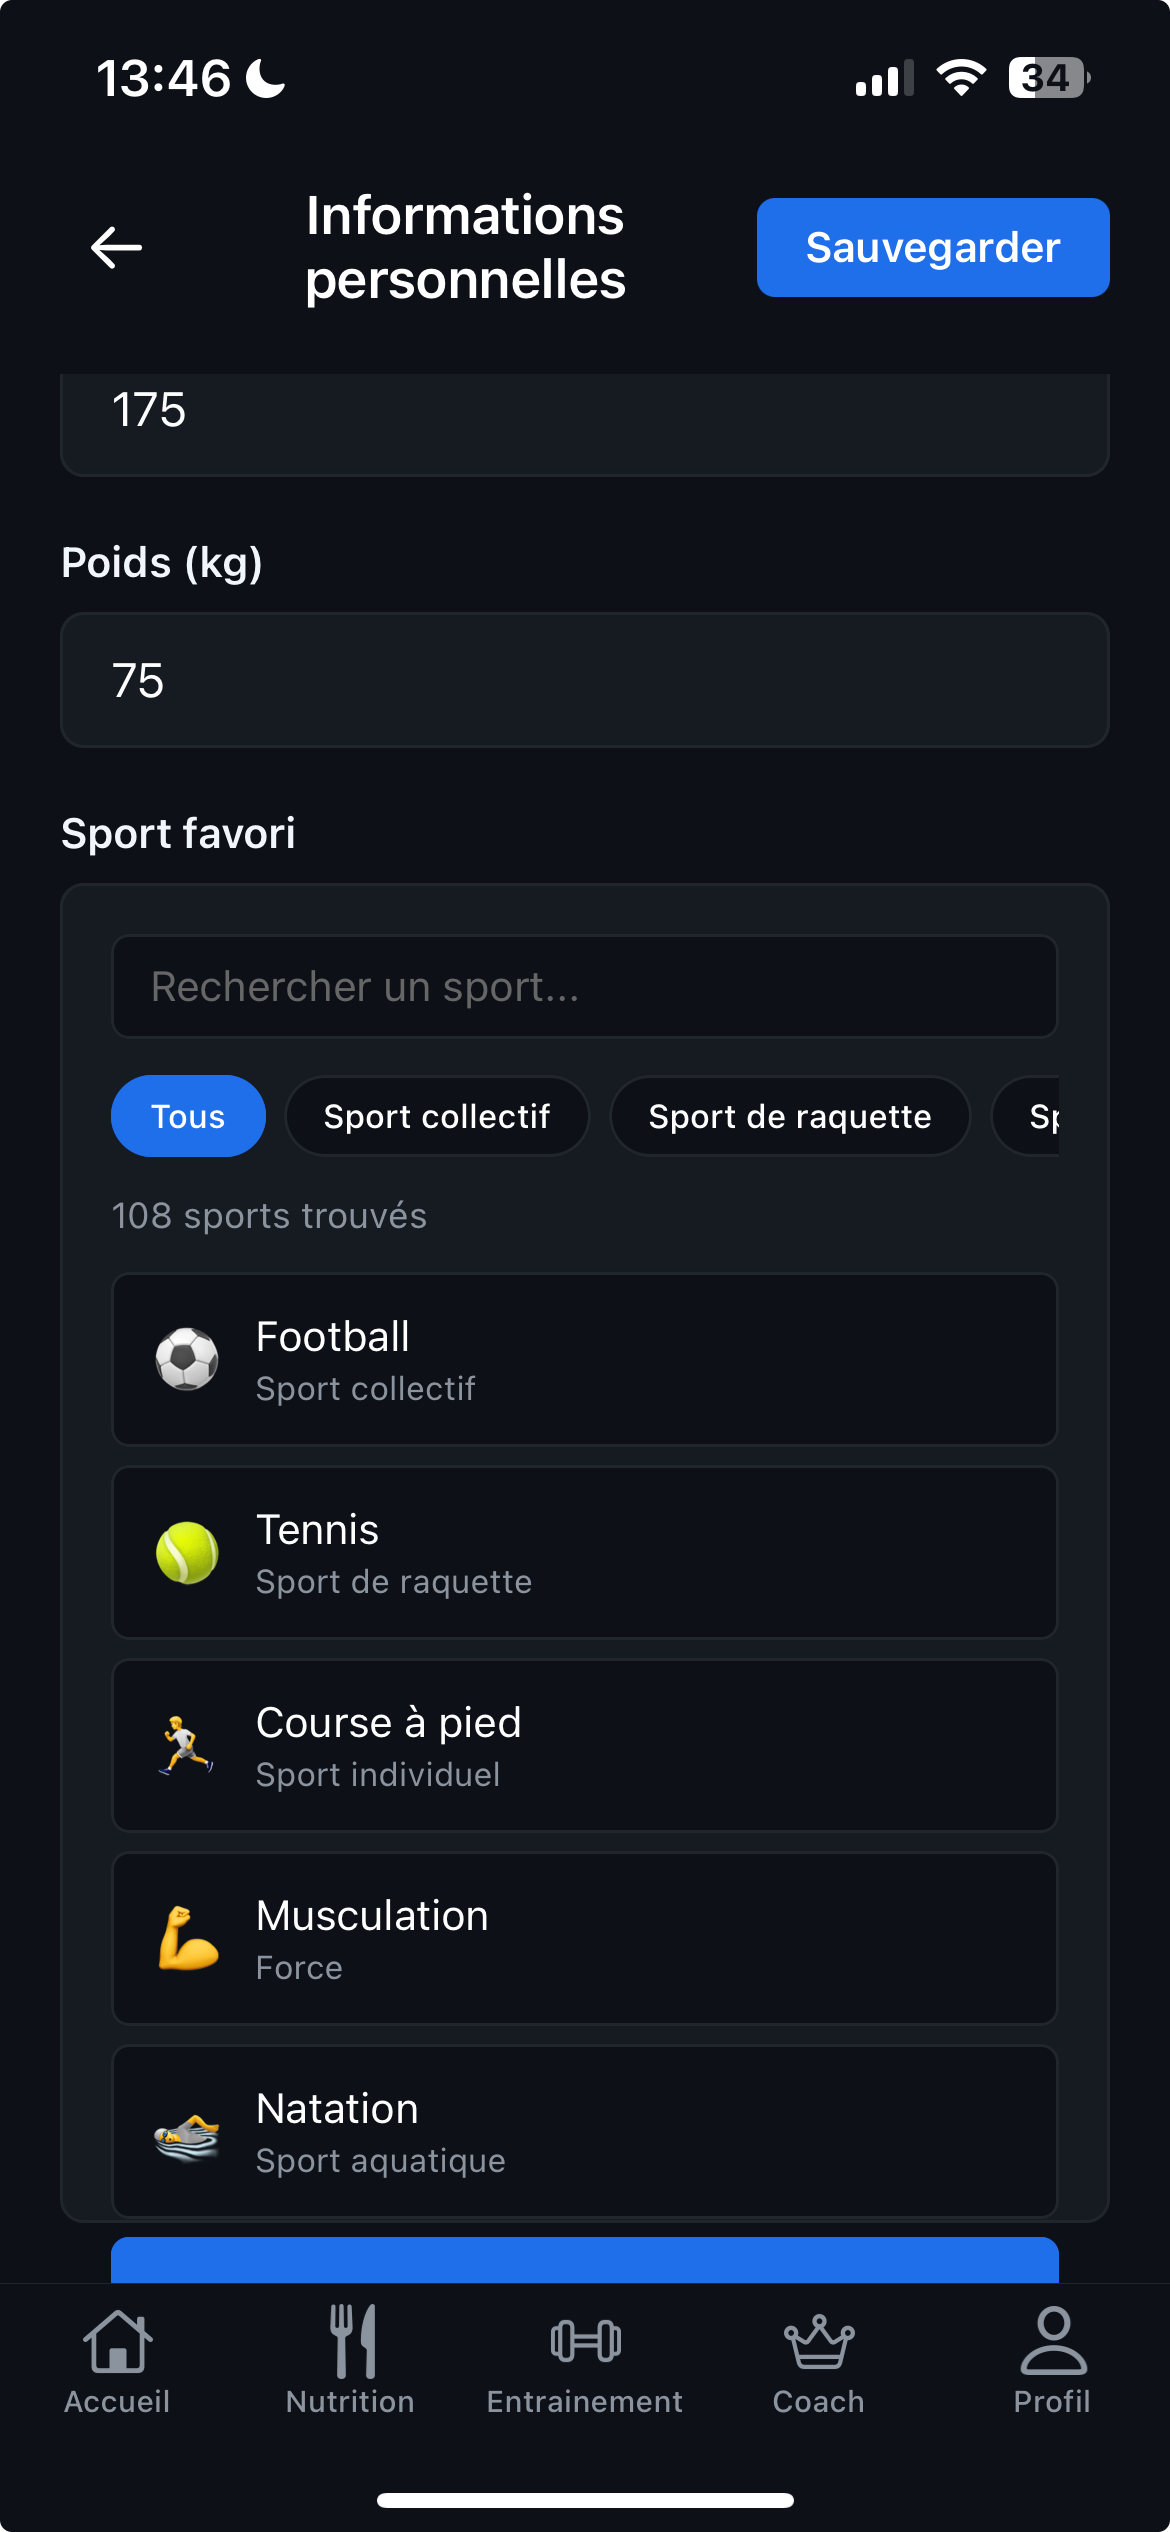 13:46
34
Informations
personnelles
Sauvegarder
175
Poids (kg)
75
Sport favori
Rechercher un sport...
Tous
Sport collectif
Sport de raquette
108 sports trouvés
Football
Sport collectif
Tennis
Sport de raquette
Course à pied
Sport individuel
Musculation
Force
Natation
Sport aquatique
Accueil
Nutrition
Entrainement
Coach
Profil